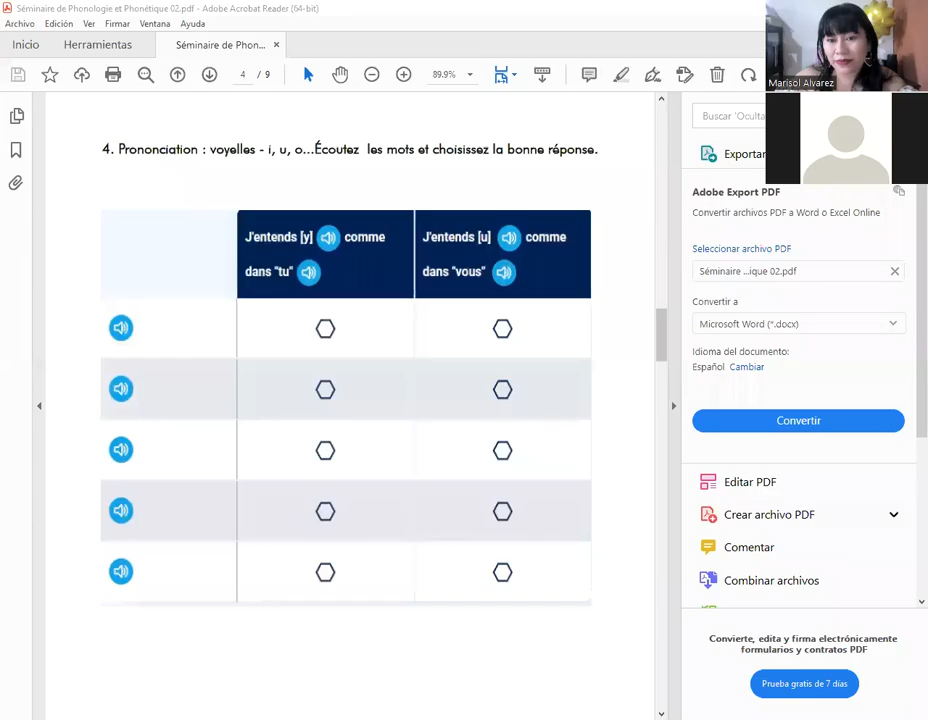 Séminaire de Phonologie et Phonétique 02.pdf - Adobe Acrobat Reader (64-bit)
Archivo Edición Ver Firmar Ventana Ayuda
Inicio Herramientas Séminaire de Phon... ×
4 / 9 89.9%
Marisol Alvarez
4. Prononciation : voyelles - i, u, o...Écoutez les mots et choisissez la bonne réponse.
J'entends [y] comme
dans "tu"
J'entends [u] comme
dans "vous"
Buscar 'Oculta
Exportar
Adobe Export PDF
Convertir archivos PDF a Word o Excel Online
Seleccionar archivo PDF
Séminaire ...ique 02.pdf
Convertir a
Microsoft Word (*.docx)
Idioma del documento:
Español Cambiar
Convertir
Editar PDF
Crear archivo PDF
Comentar
Combinar archivos
Convierte, edita y firma electrónicamente
formularios y contratos PDF
Prueba gratis de 7 días